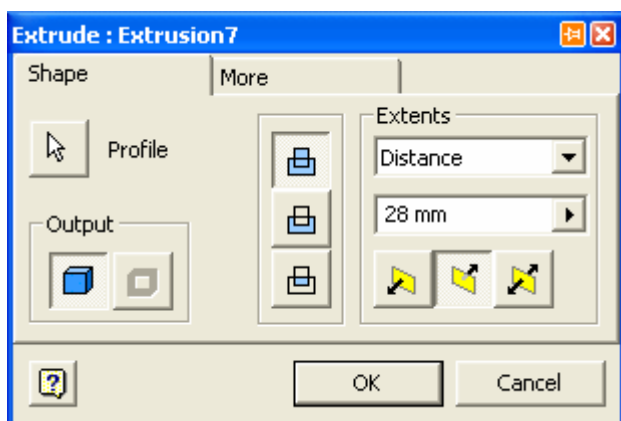 Extrude : Extrusion7
Shape
More
Profile
Extents
Distance
28 mm
Output
?
OK
Cancel